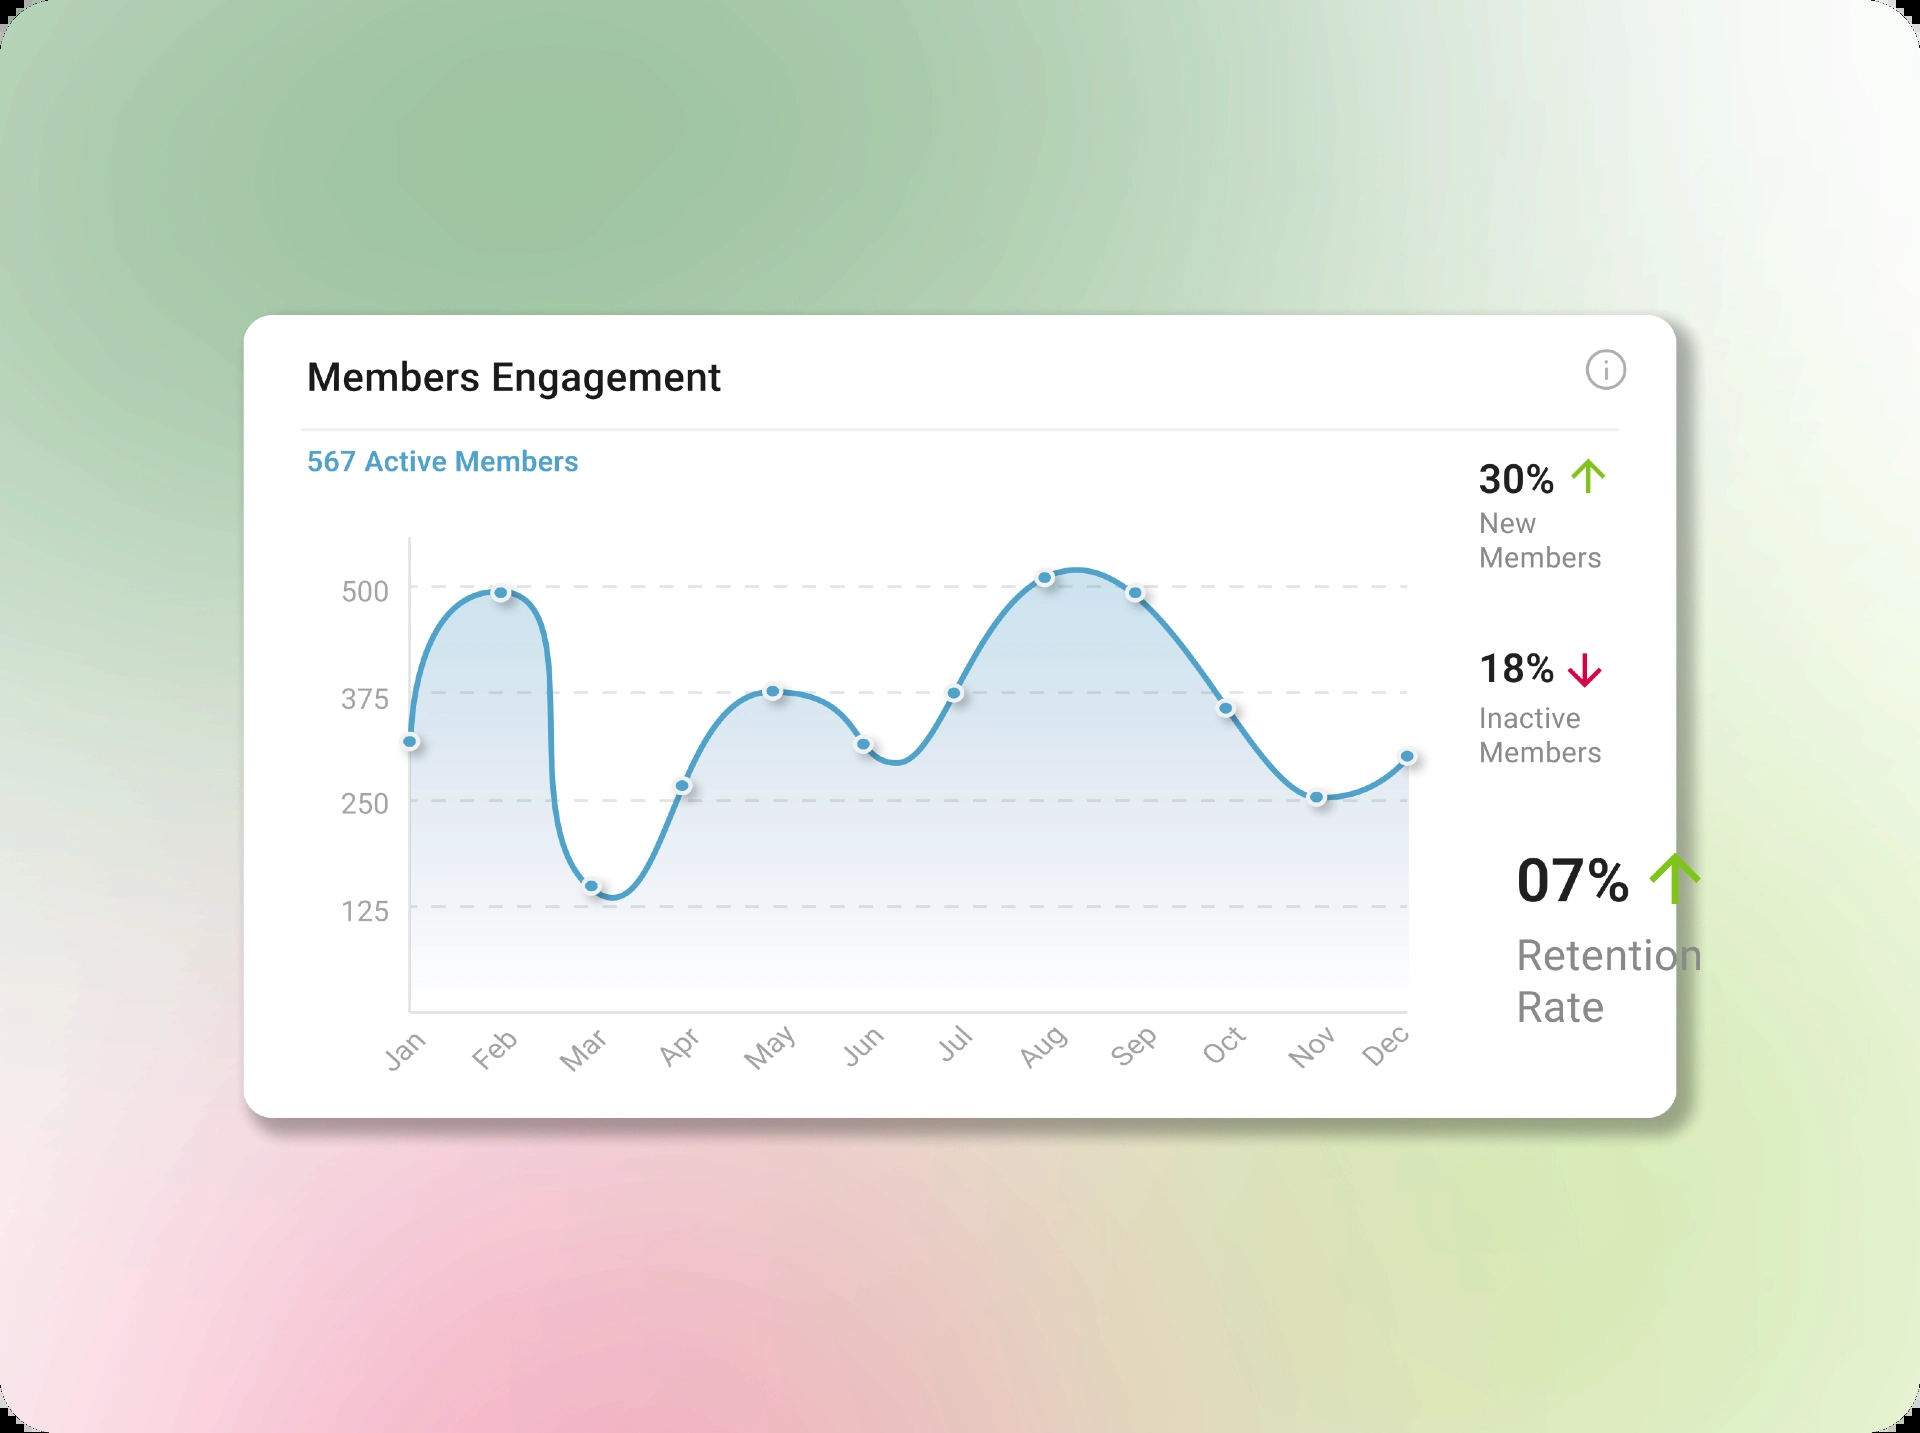 Members Engagement
567 Active Members
30%
New
Members
18%
Inactive
Members
07%
Retention
Rate
500
375
250
125
Jan Feb Mar Apr May Jun Jul Aug Sep Oct Nov Dec